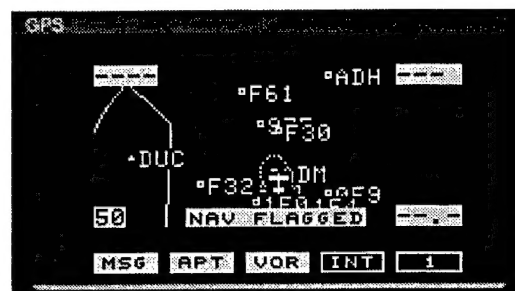 GPS
---- ADH ---
F61
F30
DUC
DM
F32
50 NAV FLAGGED --.-
MSG APT VOR INT 1